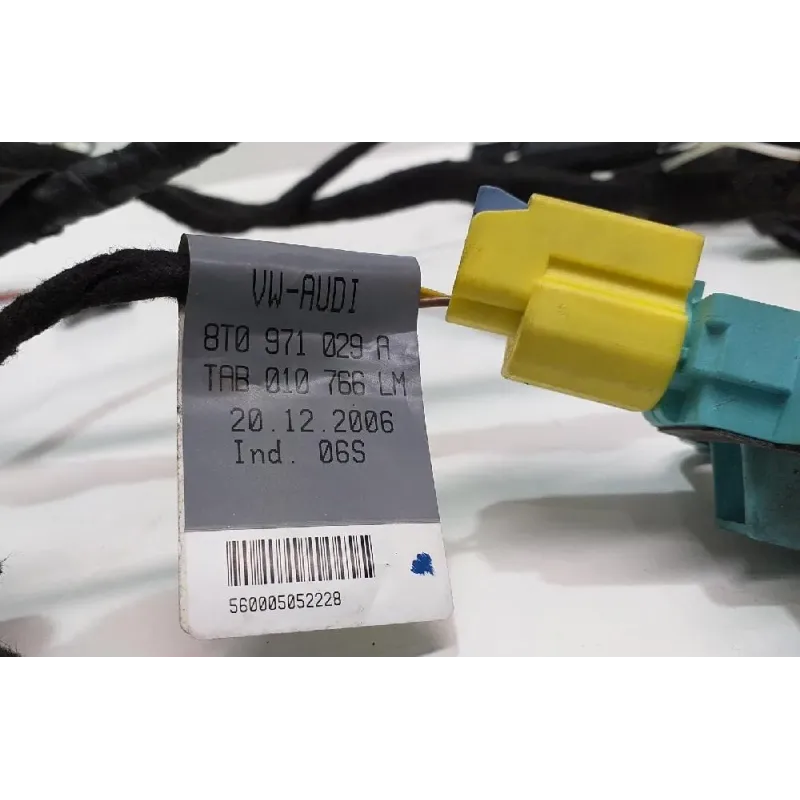 VW-AUDI
8T0 971 029 A
TAB 010 766 LM
20.12.2006
Ind. 06S
560005052228